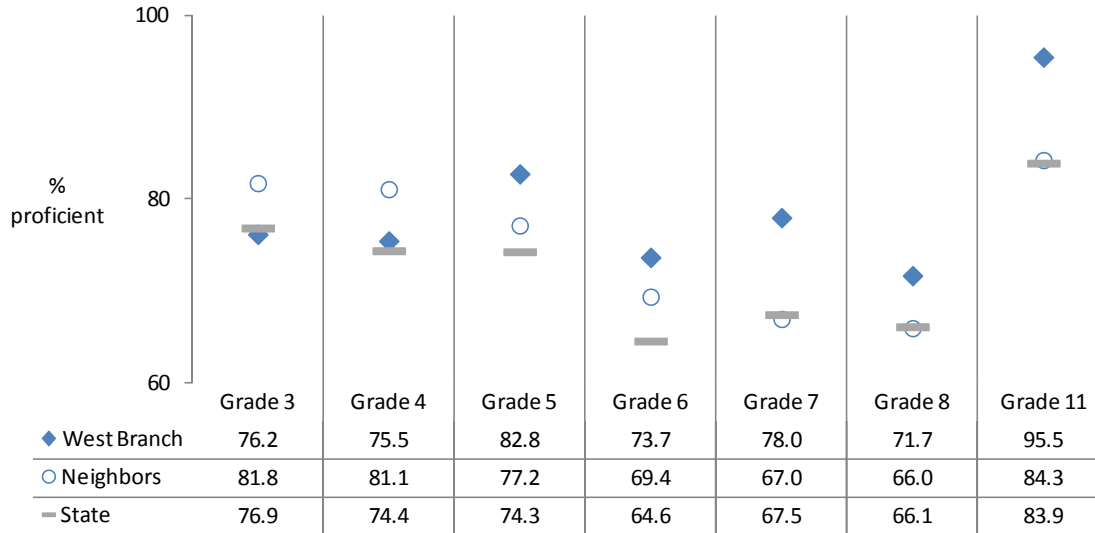 100
%
proficient
80
60
Grade 3 Grade 4 Grade 5 Grade 6 Grade 7 Grade 8 Grade 11
West Branch 76.2 75.5 82.8 73.7 78.0 71.7 95.5
Neighbors 81.8 81.1 77.2 69.4 67.0 66.0 84.3
State 76.9 74.4 74.3 64.6 67.5 66.1 83.9